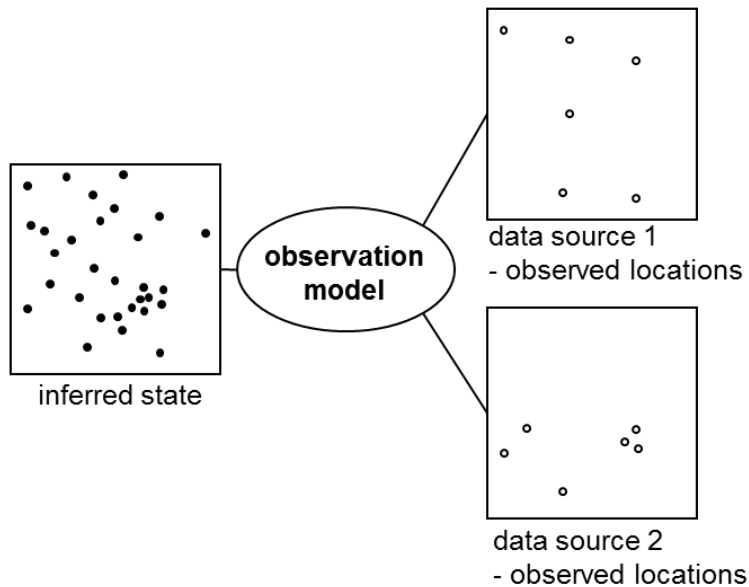 inferred state
observation
model
data source 1
- observed locations
data source 2
- observed locations